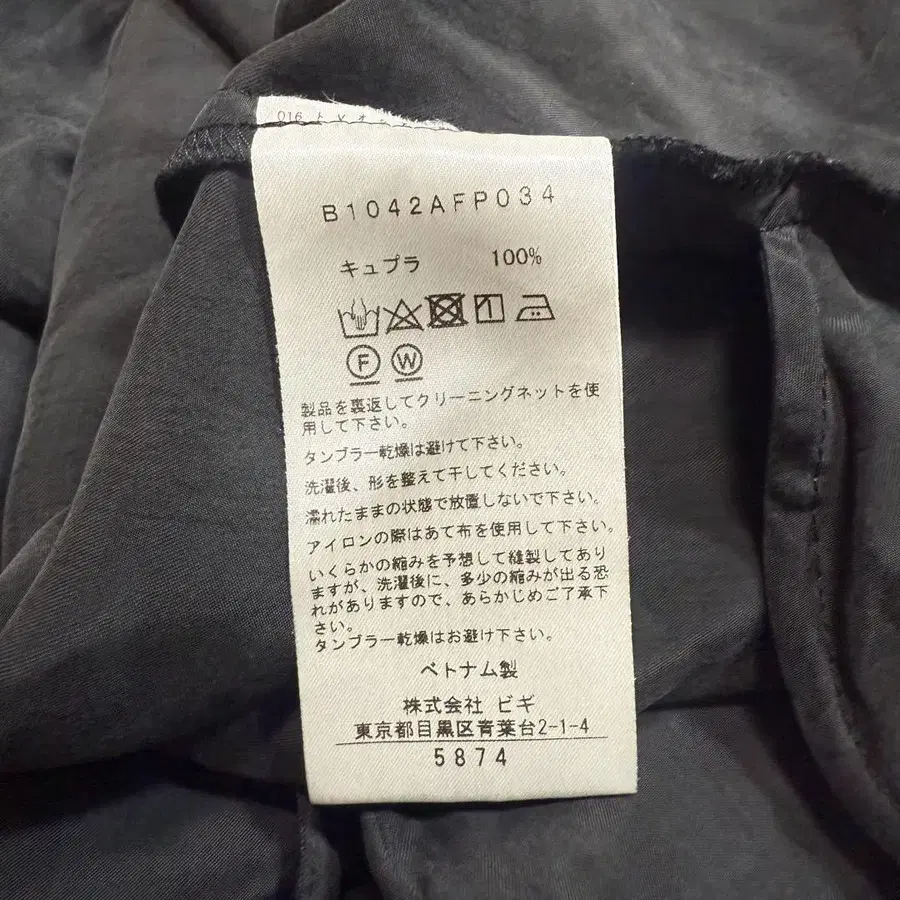 016
B1042AFP034
キュプラ 100%
F W
製品を裏返してクリーニングネットを使
用して下さい。
タンブラー乾燥は避けて下さい。
洗濯後、形を整えて干してください。
濡れたままの状態で放置しないで下さい。
アイロンの際はあて布を使用して下さい。
いくらかの縮みを予想して縫製してあり
ますが、洗濯後に、多少の縮みが出る恐
れがありますので、あらかじめご了承下
さい。
タンブラー乾燥はお避け下さい。
ベトナム製
株式会社 ビギ
東京都目黒区青葉台2-1-4
5874